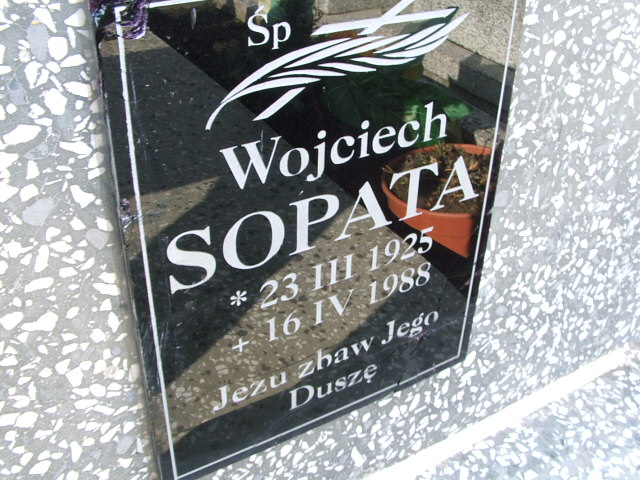 Śp
Wojciech
SOPATA
* 23 III 1925
+ 16 IV 1988
Jezu zbaw Jego
Duszę